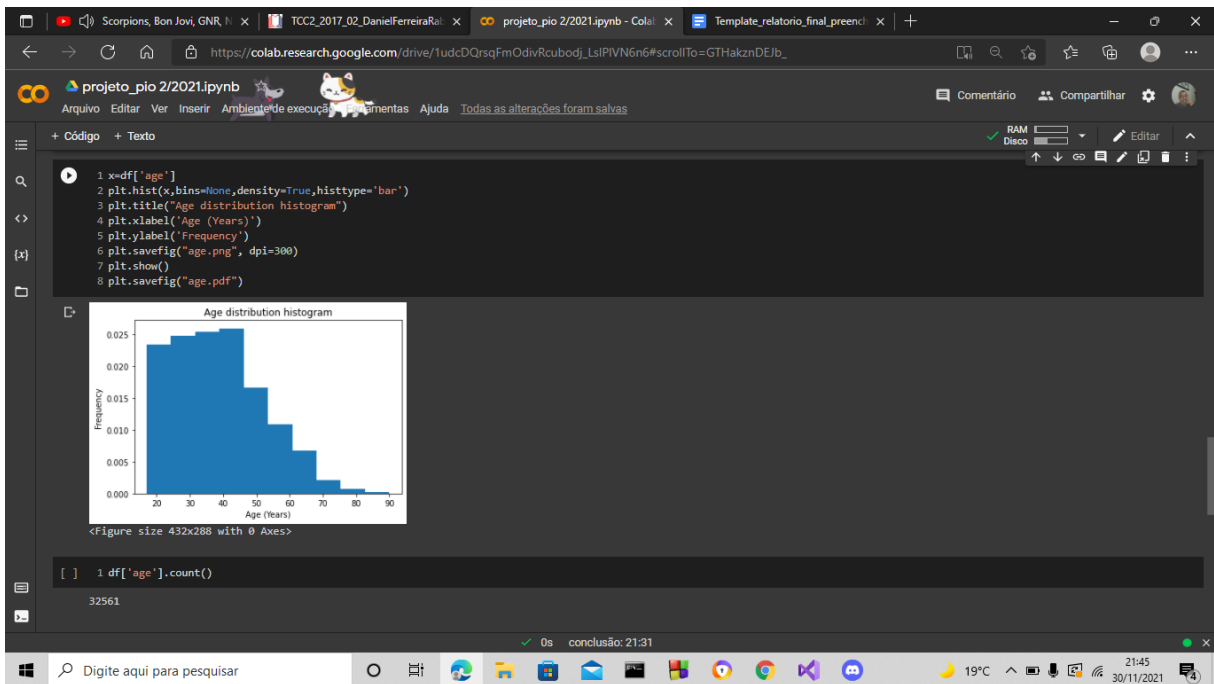 Scorpions, Bon Jovi, GNR, N
TCC2_2017_02_DanielFerreiraRab
projeto_pio 2/2021.ipynb - Colab
Template_relatorio_final_preench
https://colab.research.google.com/drive/1udcDQrsqFmOdivRcubodj_LsIPlVN6n6#scrollTo=GTHakznDEJb_
projeto_pio 2/2021.ipynb
Arquivo Editar Ver Inserir Ambiente de execução Ferramentas Ajuda Todas as alterações foram salvas
Comentário Compartilhar
+ Código + Texto
RAM
Disco
Editar
1 x=df['age']
2 plt.hist(x,bins=None,density=True,histtype='bar')
3 plt.title("Age distribution histogram")
4 plt.xlabel('Age (Years)')
5 plt.ylabel('Frequency')
6 plt.savefig("age.png", dpi=300)
7 plt.show()
8 plt.savefig("age.pdf")
Age distribution histogram
0.025
0.020
0.015
0.010
0.005
0.000
Frequency
20 30 40 50 60 70 80 90
Age (Years)
<Figure size 432x288 with 0 Axes>
[ ] 1 df['age'].count()
32561
0s conclusão: 21:31
Digite aqui para pesquisar
19°C
21:45
30/11/2021
4